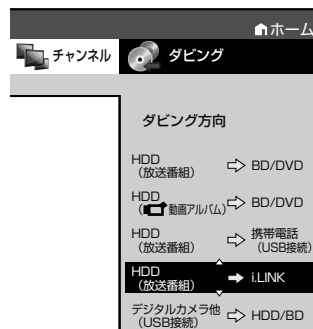 ホーム
チャンネル
ダビング
ダビング方向
HDD
（放送番組）
BD/DVD
HDD
（動画アルバム）
BD/DVD
HDD
（放送番組）
携帯電話
（USB接続）
HDD
（放送番組）
i.LINK
デジタルカメラ他
（USB接続）
HDD/BD